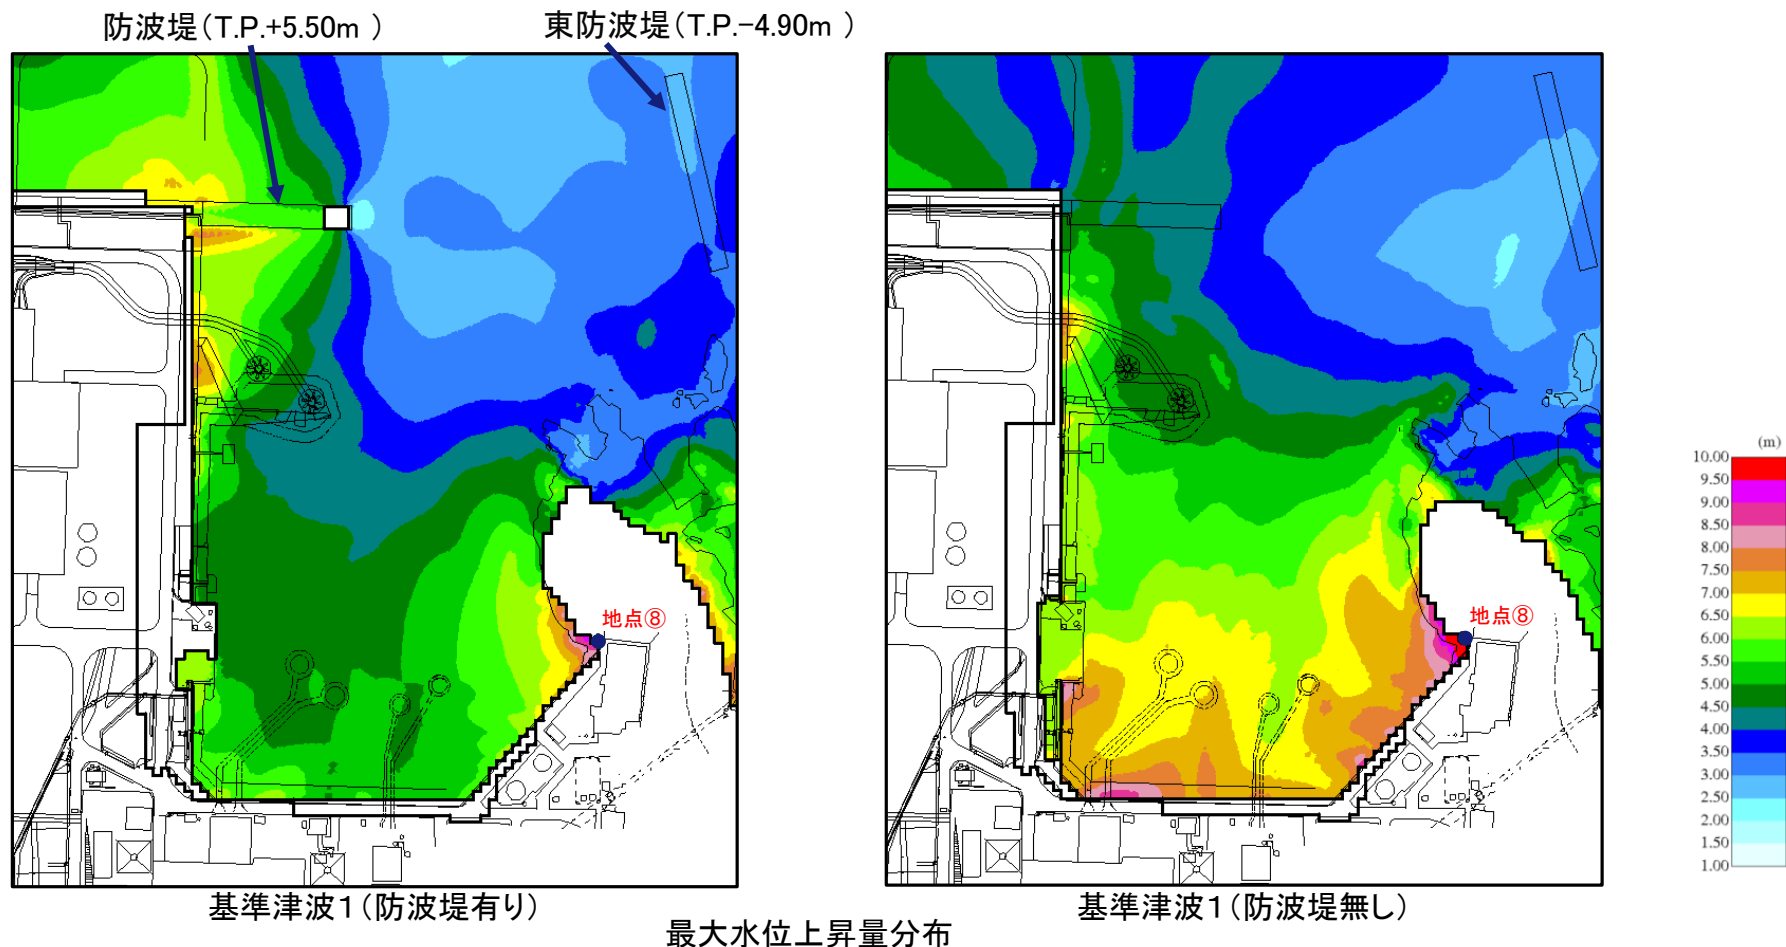 防波堤(T.P.+5.50m )
東防波堤(T.P.-4.90m )
地点⑧
地点⑧
(m)
10.00
9.50
9.00
8.50
8.00
7.50
7.00
6.50
6.00
5.50
5.00
4.50
4.00
3.50
3.00
2.50
2.00
1.50
1.00
基準津波1(防波堤有り)
基準津波1(防波堤無し)
最大水位上昇量分布